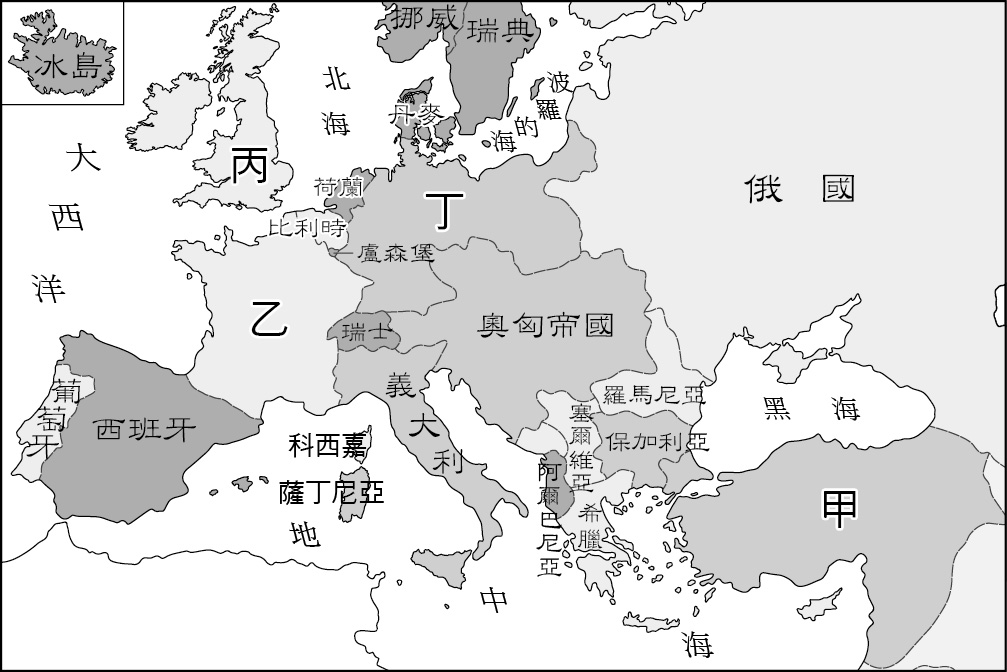 冰島
挪威
瑞典
大西洋
北海
波羅的海
丹麥
丙
荷蘭
丁
俄國
比利時
盧森堡
乙
瑞士
奧匈帝國
義大利
葡萄牙
西班牙
科西嘉
薩丁尼亞
羅馬尼亞
塞爾維亞
保加利亞
黑海
阿爾巴尼亞
希臘
甲
地中海